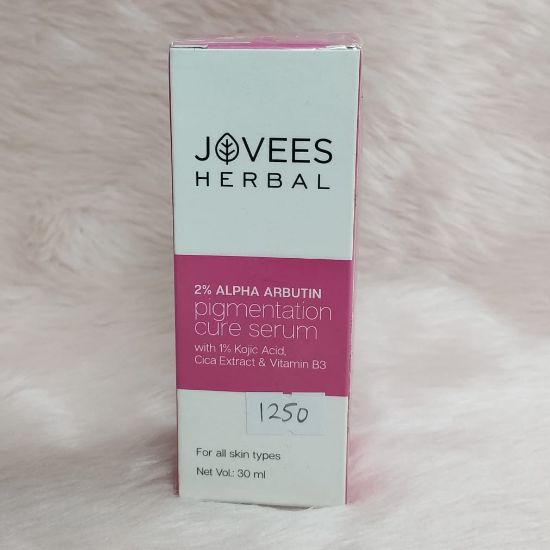 JOVEES
HERBAL
2% ALPHA ARBUTIN
pigmentation
cure serum
with 1% Kojic Acid,
Cica Extract & Vitamin B3
1250
For all skin types
Net Vol.: 30 ml